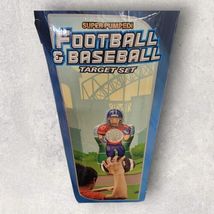 SUPER PUMPED!
FOOTBALL
& BASEBALL
TARGET SET